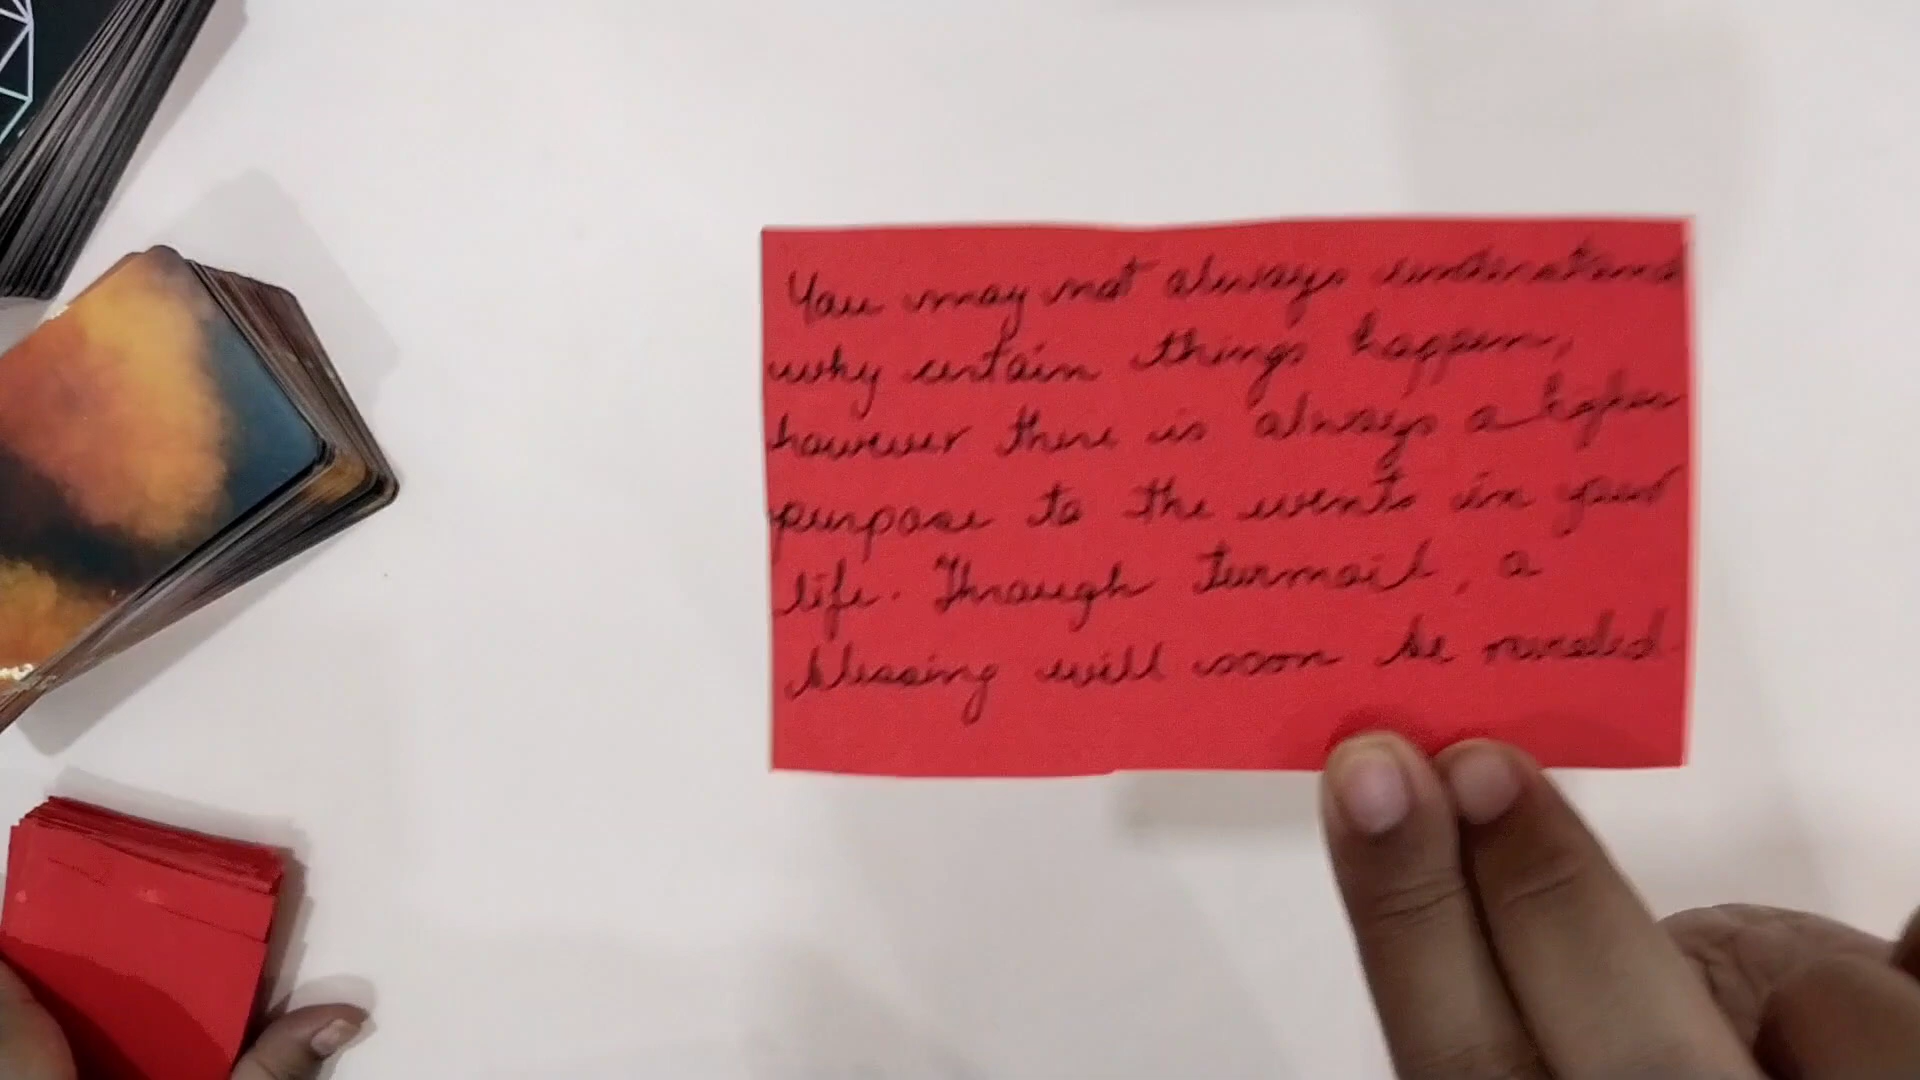 You may not always understand
why certain things happen,
however there is always a higher
purpose to the events in your
life. Through turmoil, a
blessing will soon be revealed.